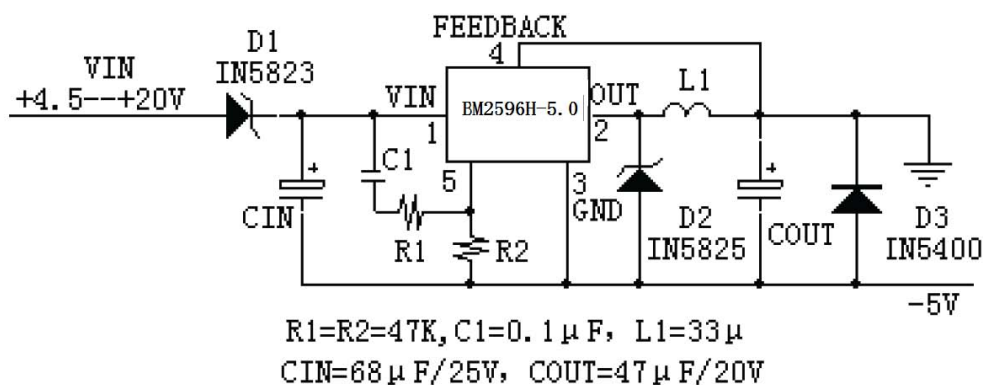 FEEDBACK
4
D1
IN5823
VIN
+4.5--+20V
VIN
1
BM2596H-5.0
OUT
2
L1
C1
5
3
GND
CIN
R1
R2
D2
IN5825
COUT
D3
IN5400
-5V
R1=R2=47K,C1=0.1μF, L1=33μ
CIN=68μF/25V, COUT=47μF/20V
+
+